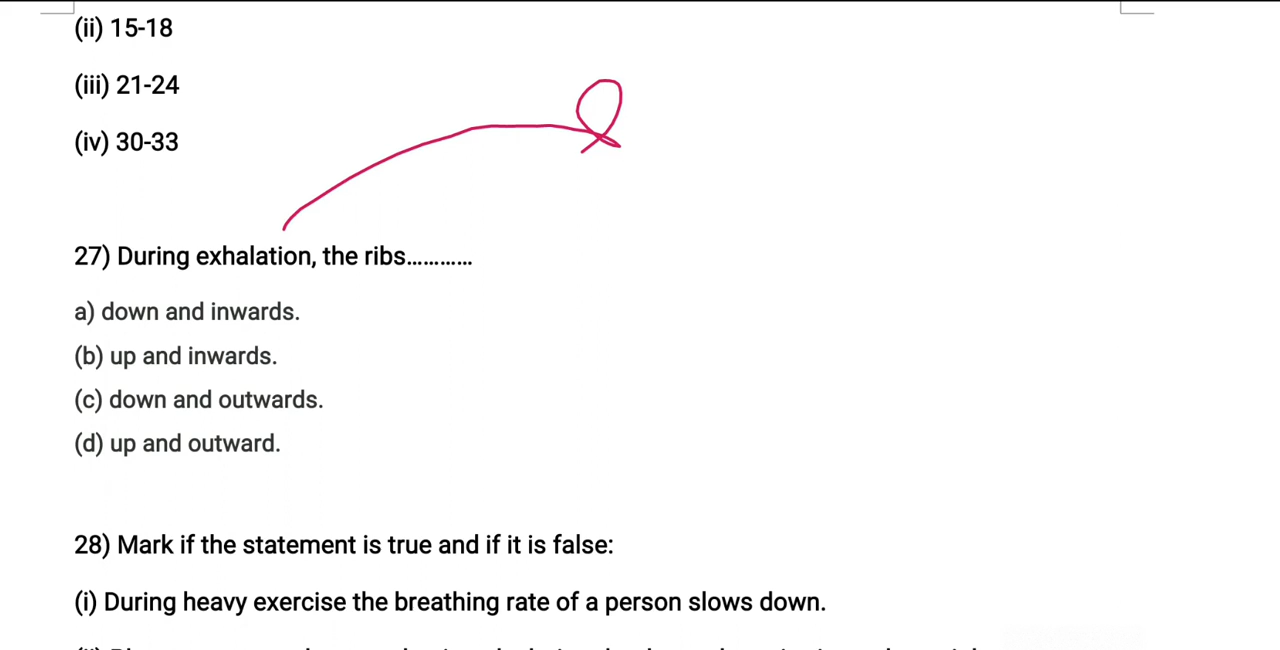 (ii) 15-18
(iii) 21-24
(iv) 30-33
27) During exhalation, the ribs............
a) down and inwards.
(b) up and inwards.
(c) down and outwards.
(d) up and outward.
28) Mark if the statement is true and if it is false:
(i) During heavy exercise the breathing rate of a person slows down.